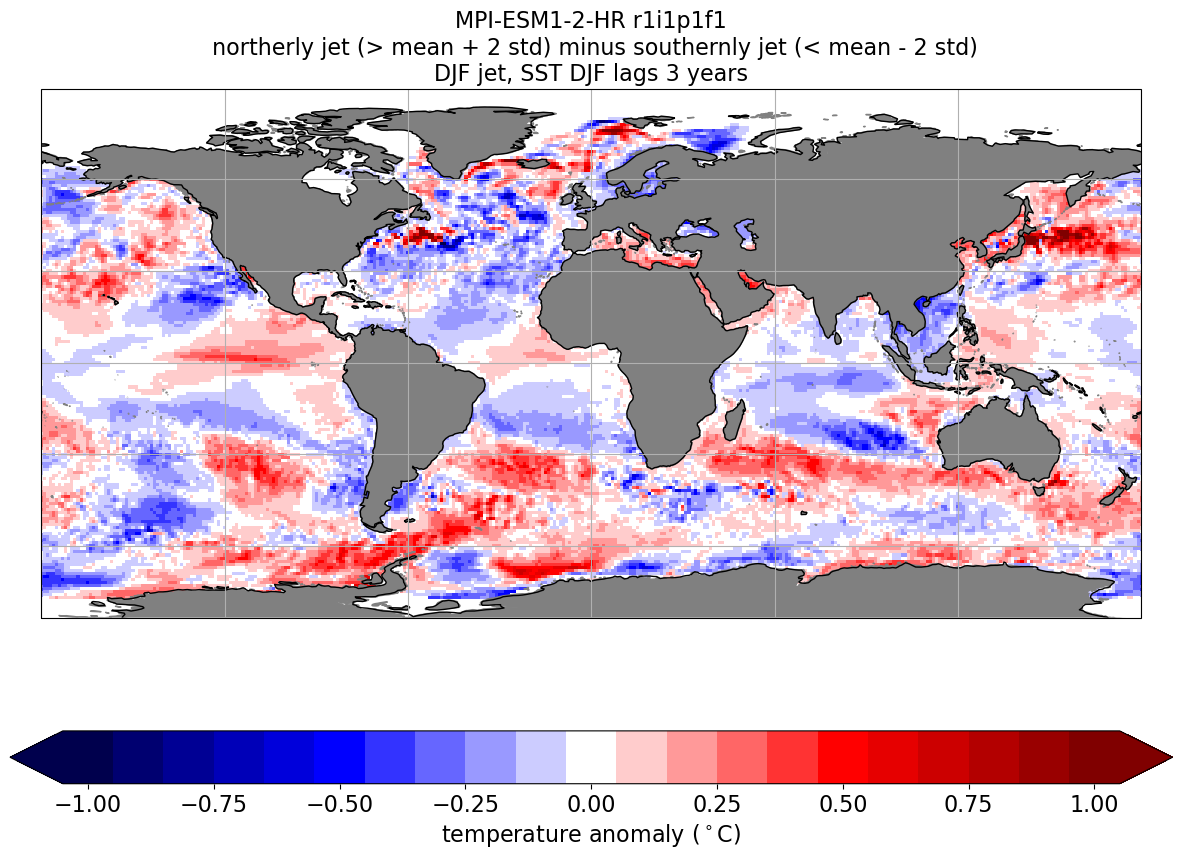 MPI-ESM1-2-HR r1i1p1f1
northerly jet (> mean + 2 std) minus southernly jet (< mean - 2 std)
DJF jet, SST DJF lags 3 years
−1.00 −0.75 −0.50 −0.25 0.00 0.25 0.50 0.75 1.00
temperature anomaly (°C)